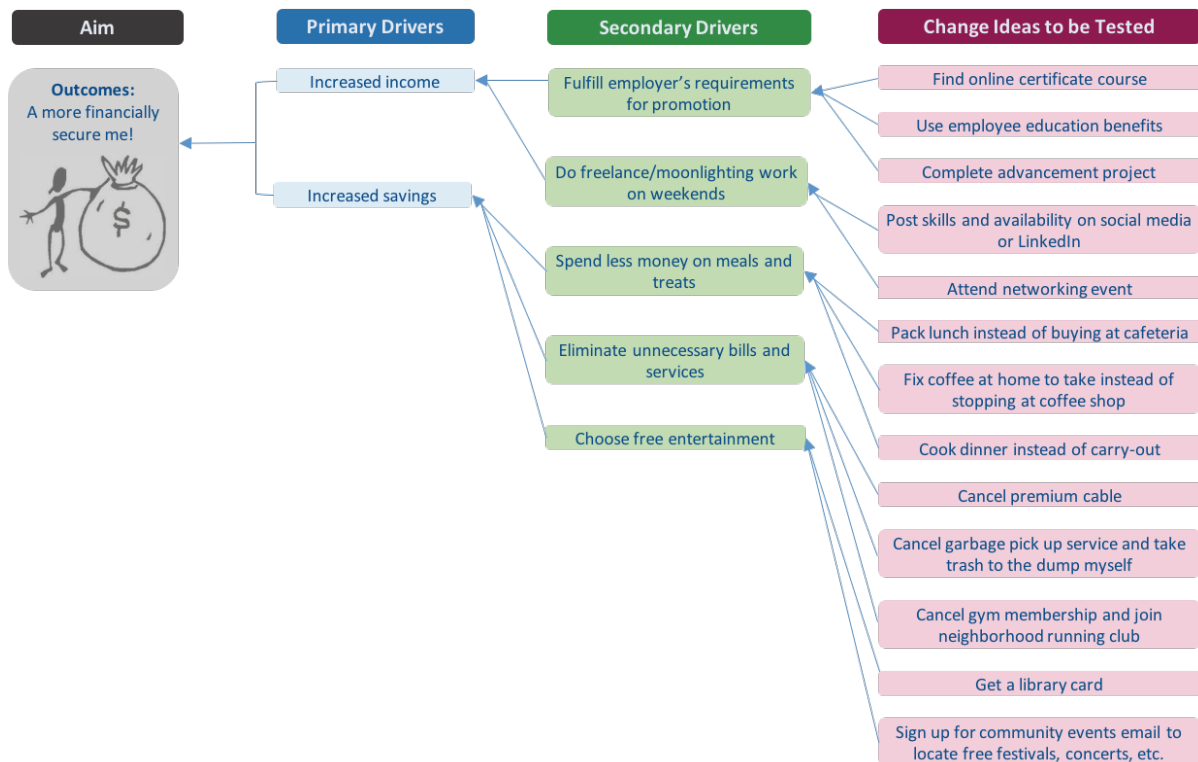 Aim
Primary Drivers
Secondary Drivers
Change Ideas to be Tested
Outcomes:
A more financially
secure me!
$
Increased income
Increased savings
Fulfill employer's requirements
for promotion
Do freelance/moonlighting work
on weekends
Spend less money on meals and
treats
Eliminate unnecessary bills and
services
Choose free entertainment
Find online certificate course
Use employee education benefits
Complete advancement project
Post skills and availability on social media
or LinkedIn
Attend networking event
Pack lunch instead of buying at cafeteria
Fix coffee at home to take instead of
stopping at coffee shop
Cook dinner instead of carry-out
Cancel premium cable
Cancel garbage pick up service and take
trash to the dump myself
Cancel gym membership and join
neighborhood running club
Get a library card
Sign up for community events email to
locate free festivals, concerts, etc.